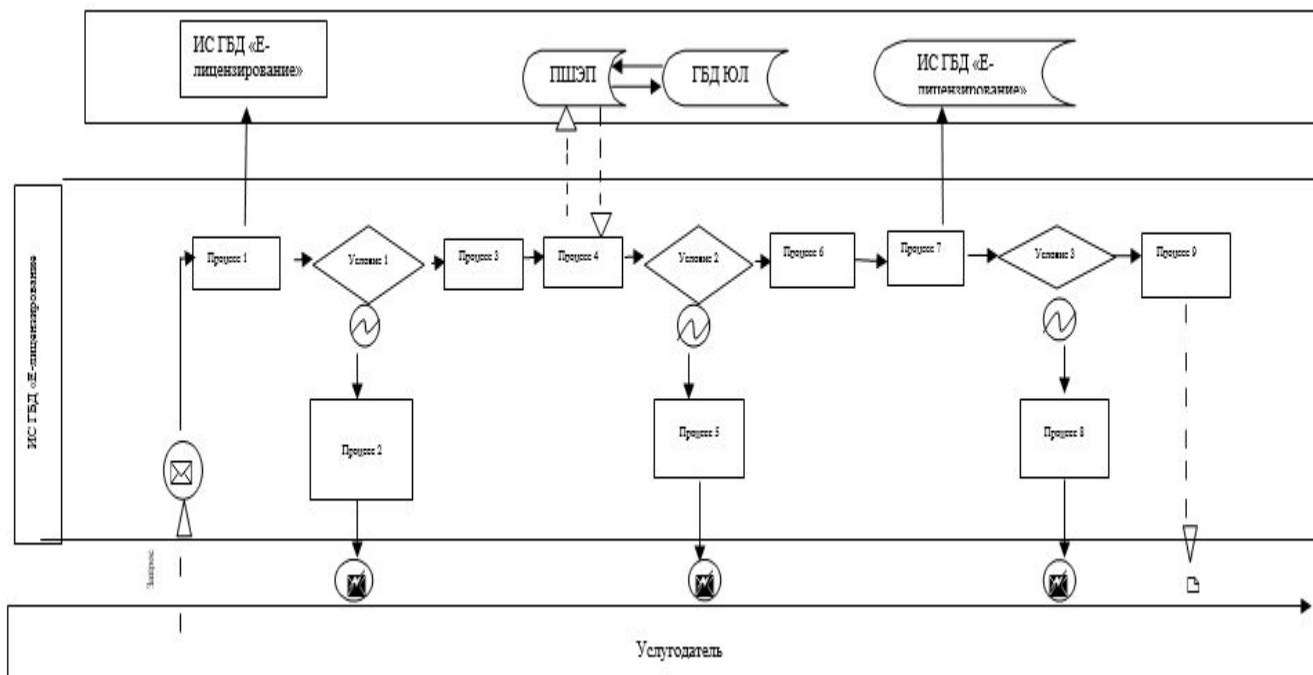 ИС ГБД «Е-
лицензирование»
ПШЭП
ГБД ЮЛ
ИС ГБД «Е-
лицензирование»
ИС ГБД «Е-лицензирование
Процесс 1
Условие 1
Процесс 3
Процесс 4
Условие 2
Процесс 6
Процесс 7
Условие 3
Процесс 9
Процесс 2
Процесс 5
Процесс 8
Запрос
Услугодатель